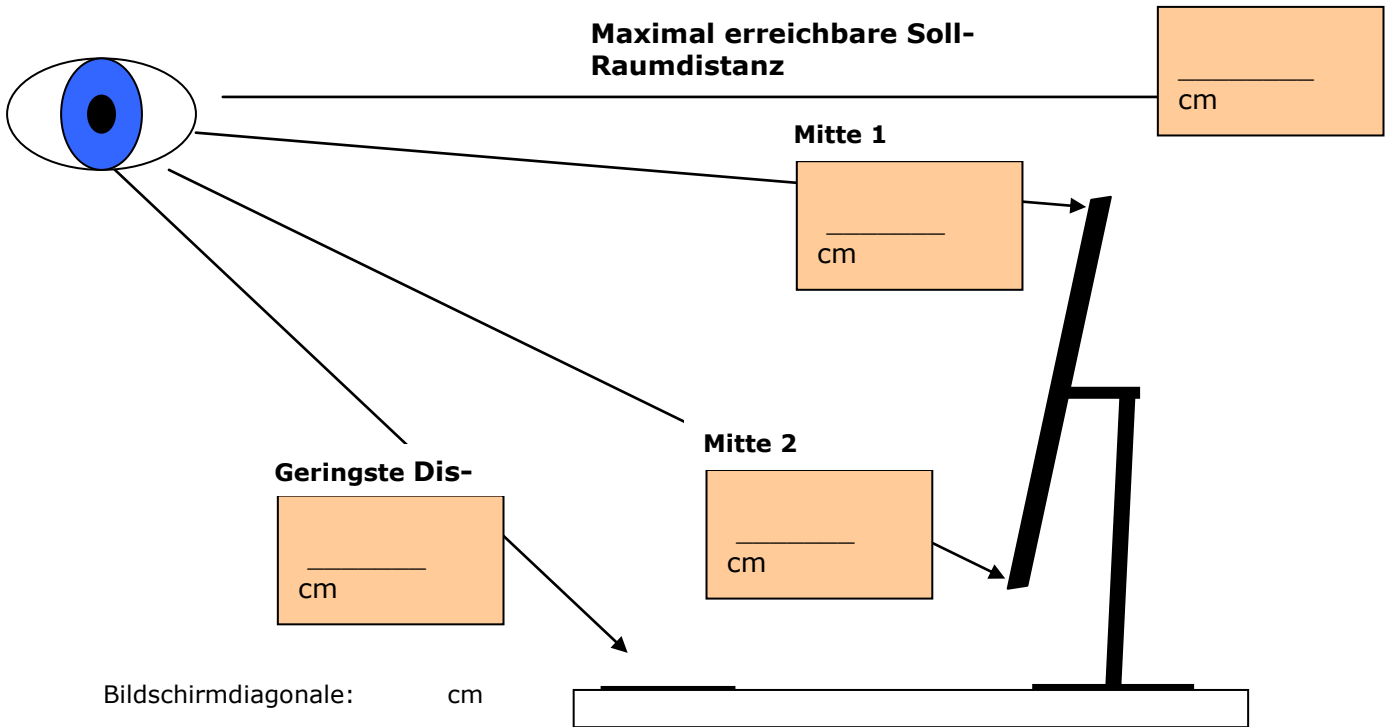 Maximal erreichbare Soll-
Raumdistanz
_________
cm
Mitte 1
________
cm
Mitte 2
________
cm
Geringste Dis-
________
cm
Bildschirmdiagonale: cm